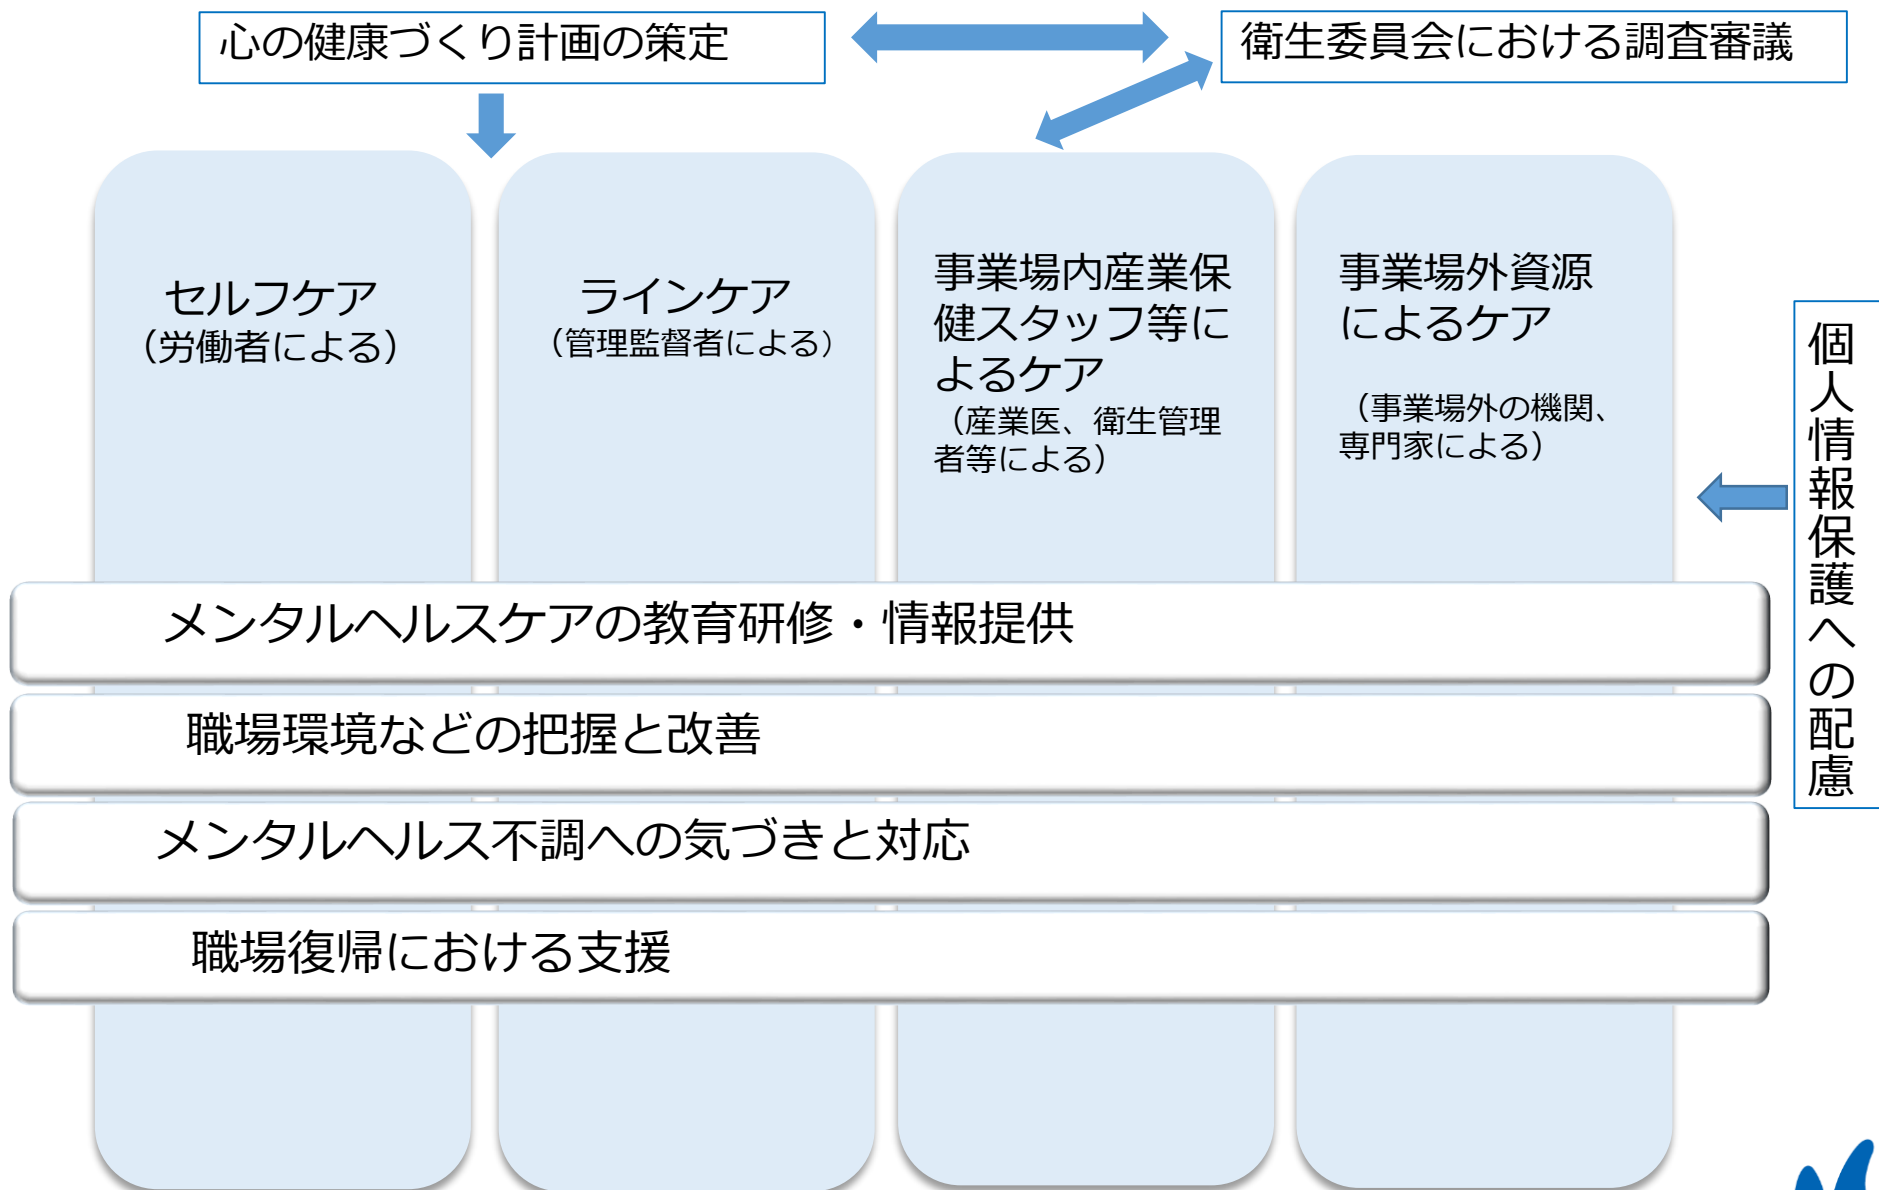 心の健康づくり計画の策定
衛生委員会における調査審議
セルフケア
（労働者による）
ラインケア
（管理監督者による）
事業場内産業保
健スタッフ等に
よるケア
（産業医、衛生管理
者等による）
事業場外資源
によるケア
（事業場外の機関、
専門家による）
個人情報保護への配慮
メンタルヘルスケアの教育研修・情報提供
職場環境などの把握と改善
メンタルヘルス不調への気づきと対応
職場復帰における支援